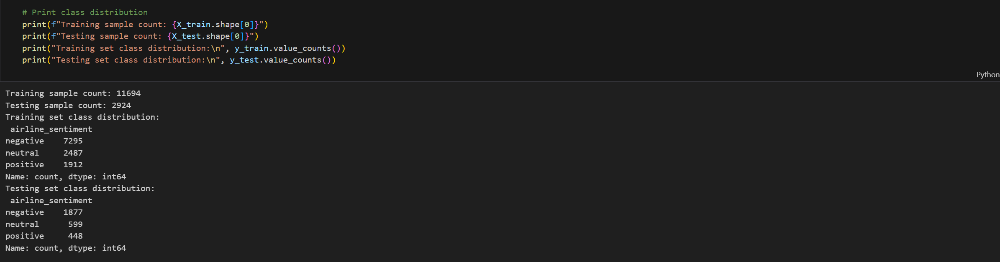 # Print class distribution
print(f"Training sample count: {X_train.shape[0]}")
print(f"Testing sample count: {X_test.shape[0]}")
print("Training set class distribution:\n", y_train.value_counts())
print("Testing set class distribution:\n", y_test.value_counts())
Python
Training sample count: 11694
Testing sample count: 2924
Training set class distribution:
 airline_sentiment
negative    7295
neutral     2487
positive    1912
Name: count, dtype: int64
Testing set class distribution:
 airline_sentiment
negative    1877
neutral      599
positive     448
Name: count, dtype: int64